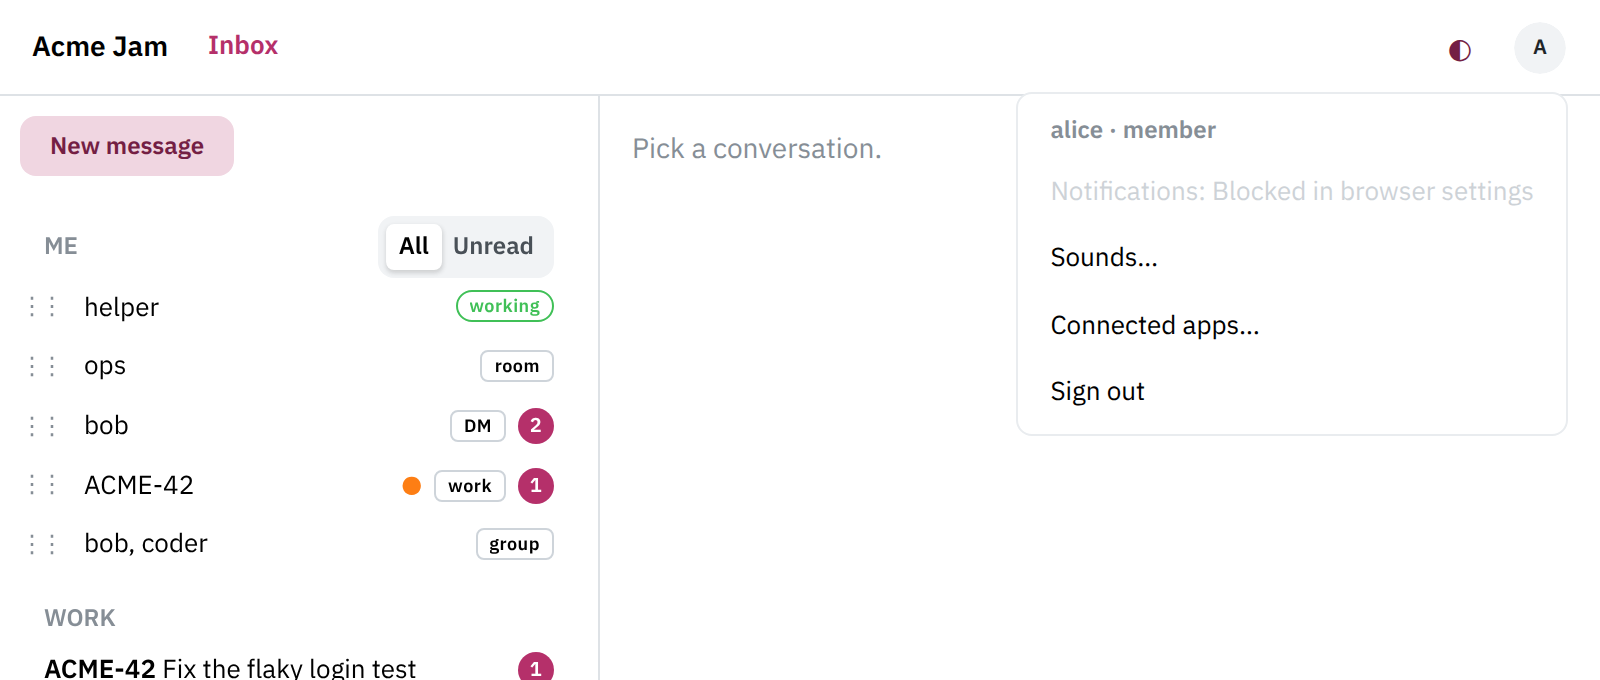 Acme Jam Inbox A
New message
ME All Unread
helper working
ops room
bob DM 2
ACME-42 work 1
bob, coder group
WORK
ACME-42 Fix the flaky login test 1
Pick a conversation.
alice · member
Notifications: Blocked in browser settings
Sounds...
Connected apps...
Sign out